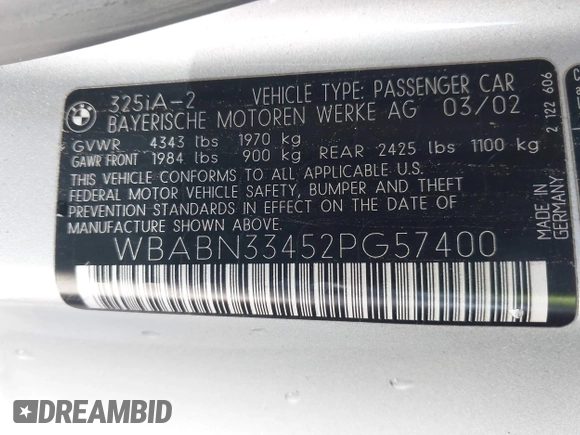 BMW
325iA-2 VEHICLE TYPE: PASSENGER CAR
BAYERISCHE MOTOREN WERKE AG 03/02
GVWR 4343 lbs 1970 kg
GAWR FRONT 1984 lbs 900 kg REAR 2425 lbs 1100 kg
THIS VEHICLE CONFORMS TO ALL APPLICABLE U.S.
FEDERAL MOTOR VEHICLE SAFETY, BUMPER AND THEFT
PREVENTION STANDARDS IN EFFECT ON THE DATE OF
MANUFACTURE SHOWN ABOVE.
WBABN33452PG57400
MADE IN
GERMANY
2 122 606
DREAMBID